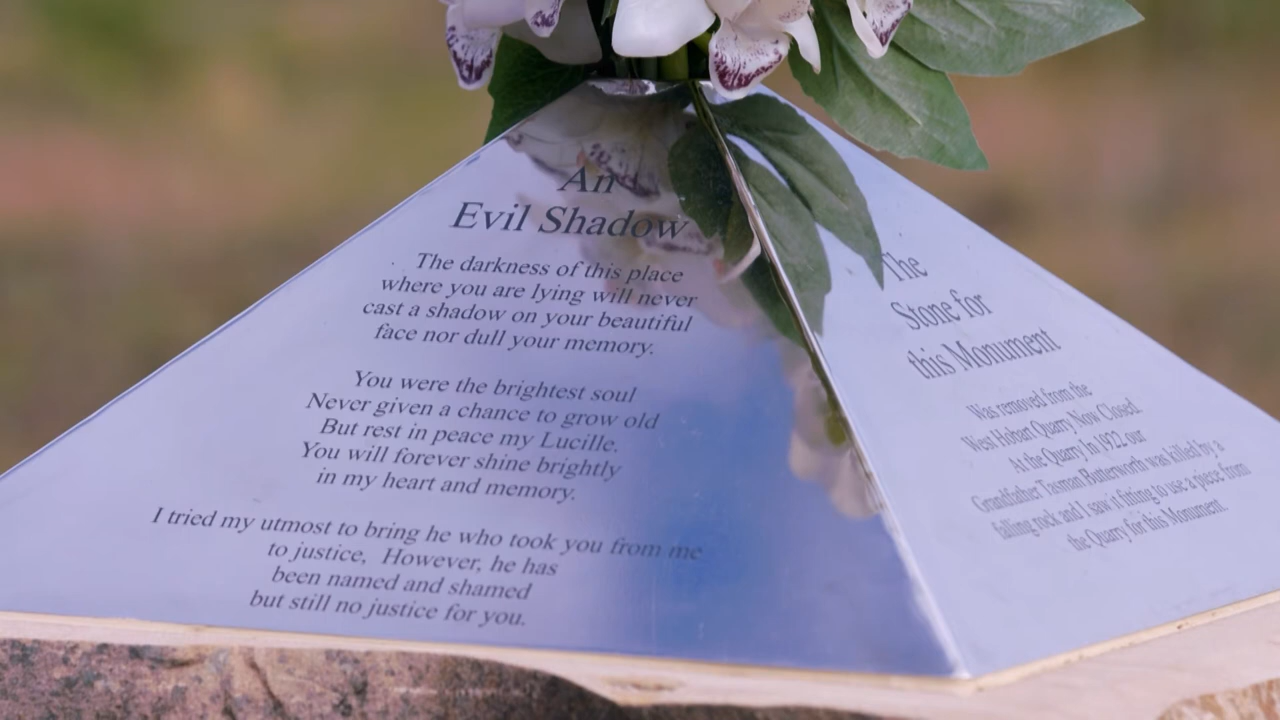 An
Evil Shadow
The darkness of this place
where you are lying will never
cast a shadow on your beautiful
face nor dull your memory.
You were the brightest soul
Never given a chance to grow old
But rest in peace my Lucille.
You will forever shine brightly
in my heart and memory.
I tried my utmost to bring he who took you from me
to justice, However, he has
been named and shamed
but still no justice for you.
The
Stone for
this Monument
Was removed from the
West Hobart Quarry Now Closed.
At the Quarry In 1922 our
Grandfather Tasman Butterworth was killed by a
falling rock and I saw it fitting to use a piece from
the Quarry for this Monument.